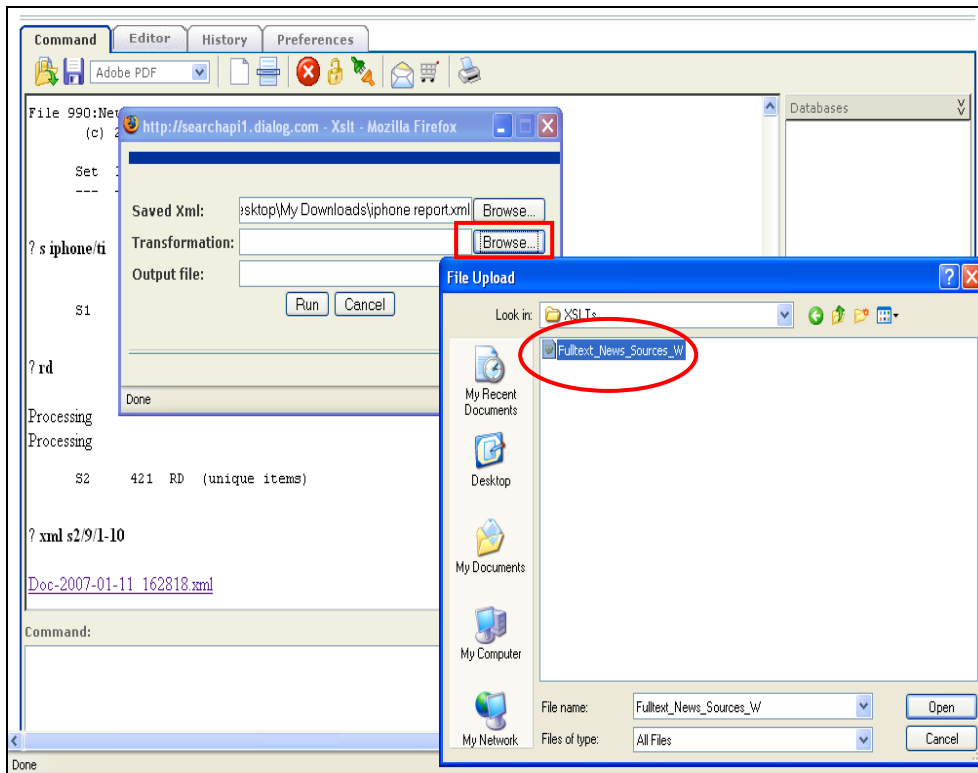 Command Editor History Preferences
Adobe PDF
File 990:New
(c) 2
Set
--- -
? s iphone/ti
S1
? rd
Processing
Processing
S2 421 RD (unique items)
? xml s2/9/1-10
Doc-2007-01-11_162818.xml
Command:
Done
Databases
http://searchapi1.dialog.com - Xslt - Mozilla Firefox
Saved Xml: esktop\My Downloads\iphone report.xml Browse...
Transformation: Browse...
Output file:
Run Cancel
Done
File Upload
Look in: XSLTs
Fulltext_News_Sources_W
My Recent Documents
Desktop
My Documents
My Computer
My Network
File name: Fulltext_News_Sources_W Open
Files of type: All Files Cancel